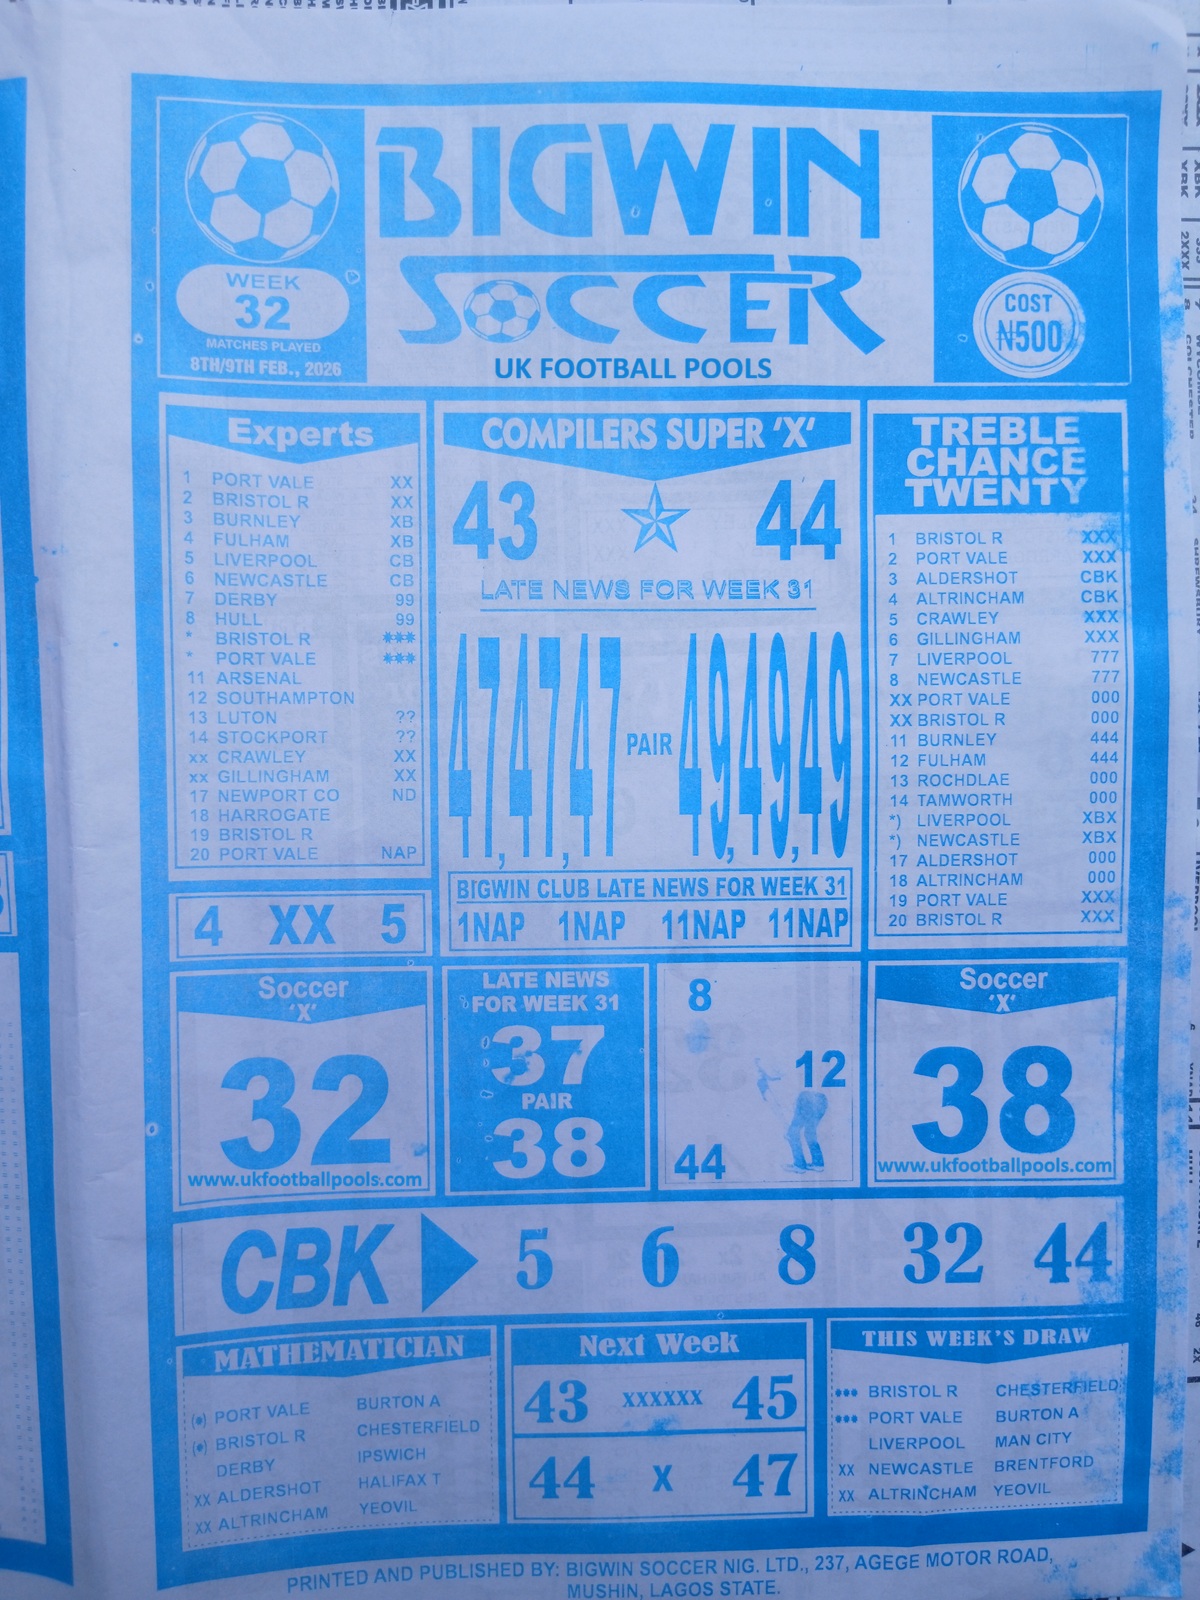 BIGWIN
SOCCER
UK FOOTBALL POOLS
WEEK
32
MATCHES PLAYED
8TH/9TH FEB., 2026
COST
₦500
Experts
1 PORT VALE XX
2 BRISTOL R XX
3 BURNLEY XB
4 FULHAM XB
5 LIVERPOOL CB
6 NEWCASTLE CB
7 DERBY 99
8 HULL 99
* BRISTOL R ***
* PORT VALE ***
11 ARSENAL
12 SOUTHAMPTON
13 LUTON ??
14 STOCKPORT ??
xx CRAWLEY XX
xx GILLINGHAM XX
17 NEWPORT CO ND
18 HARROGATE
19 BRISTOL R
20 PORT VALE NAP
4 XX 5
COMPILERS SUPER 'X'
43 44
LATE NEWS FOR WEEK 31
47,47,47 PAIR 49,49,49
BIGWIN CLUB LATE NEWS FOR WEEK 31
1NAP 1NAP 11NAP 11NAP
TREBLE
CHANCE
TWENTY
1 BRISTOL R XXX
2 PORT VALE XXX
3 ALDERSHOT CBK
4 ALTRINCHAM CBK
5 CRAWLEY XXX
6 GILLINGHAM XXX
7 LIVERPOOL 777
8 NEWCASTLE 777
XX PORT VALE 000
XX BRISTOL R 000
11 BURNLEY 444
12 FULHAM 444
13 ROCHDLAE 000
14 TAMWORTH 000
*) LIVERPOOL XBX
*) NEWCASTLE XBX
17 ALDERSHOT 000
18 ALTRINCHAM 000
19 PORT VALE XXX
20 BRISTOL R XXX
Soccer
'X'
32
www.ukfootballpools.com
LATE NEWS
FOR WEEK 31
37
PAIR
38
8
12
44
Soccer
'X'
38
www.ukfootballpools.com
CBK 5 6 8 32 44
MATHEMATICIAN
(•) PORT VALE BURTON A
(•) BRISTOL R CHESTERFIELD
DERBY IPSWICH
XX ALDERSHOT HALIFAX T
XX ALTRINCHAM YEOVIL
Next Week
43 XXXXXX 45
44 X 47
THIS WEEK'S DRAW
••• BRISTOL R CHESTERFIELD
••• PORT VALE BURTON A
LIVERPOOL MAN CITY
XX NEWCASTLE BRENTFORD
XX ALTRINCHAM YEOVIL
PRINTED AND PUBLISHED BY: BIGWIN SOCCER NIG. LTD., 237, AGEGE MOTOR ROAD,
MUSHIN, LAGOS STATE.